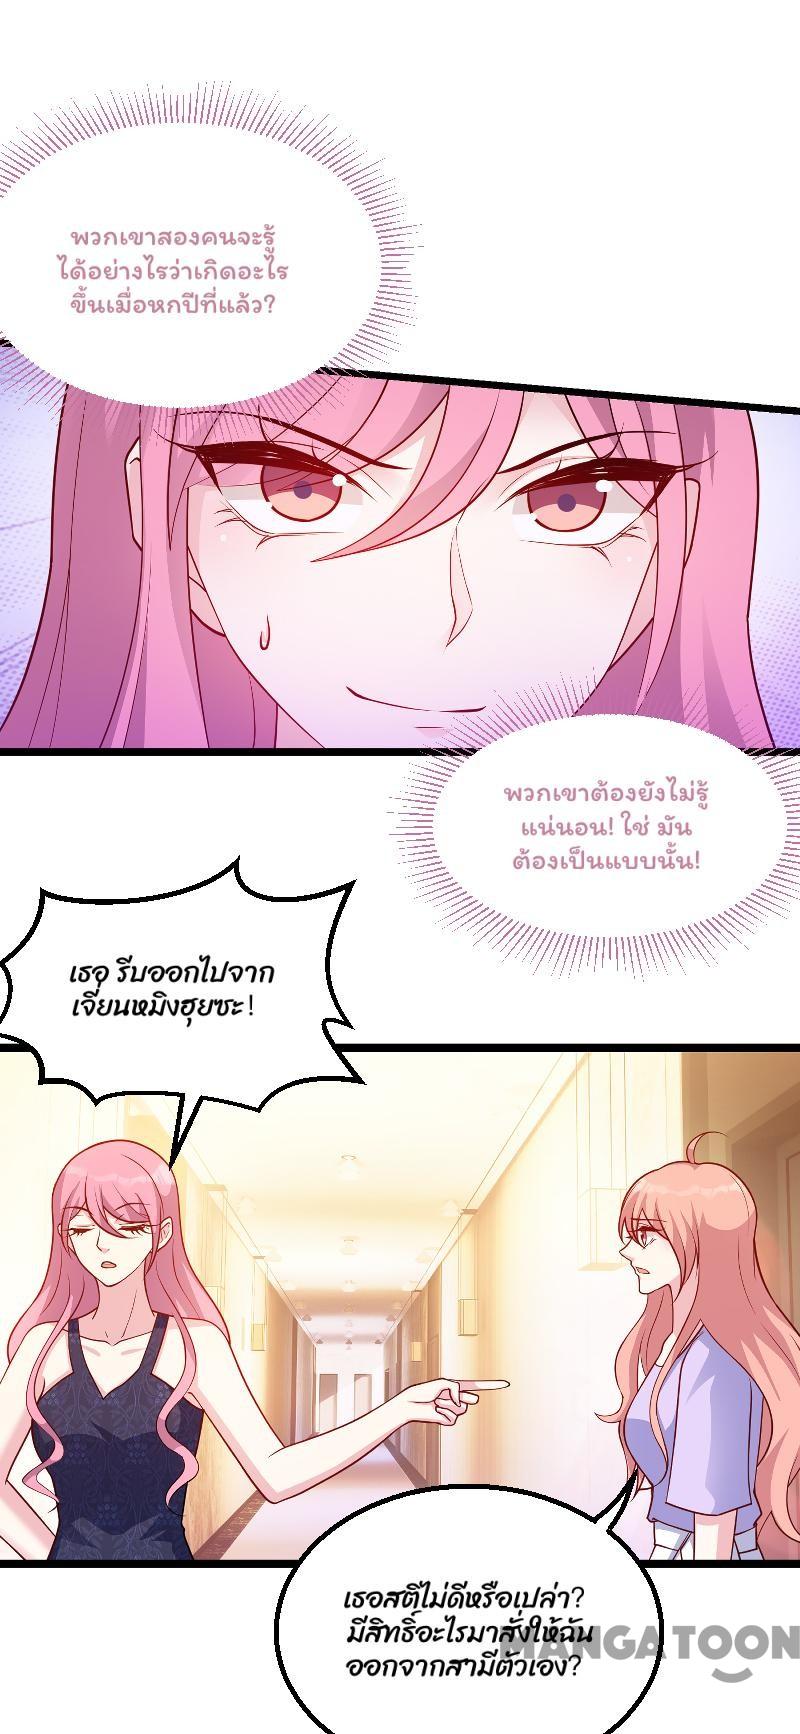 พวกเขาสองคนจะรู้
ได้อย่างไรว่าเกิดอะไร
ขึ้นเมื่อหกปีที่แล้ว?
พวกเขาต้องยังไม่รู้
แน่นอน! ใช่ มัน
ต้องเป็นแบบนั้น!
เธอ รีบออกไปจาก
เจี่ยนหมิงฮุยซะ!
เธอสติไม่ดีหรือเปล่า?
มีสิทธิ์อะไรมาสั่งให้ฉัน
ออกจากสามีตัวเอง?
MANGATOON